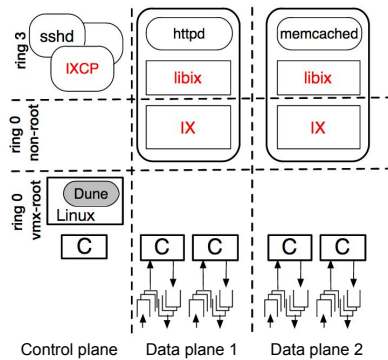 ring 3
sshd
IXCP
httpd
memcached
libix
libix
ring 0
non-root
IX
IX
ring 0
vmx-root
Dune
Linux
C
C
C
C
C
Control plane
Data plane 1
Data plane 2